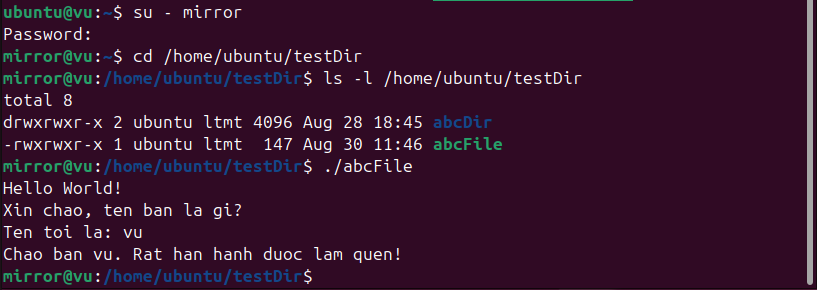 ubuntu@vu:~$ su - mirror
Password:
mirror@vu:~$ cd /home/ubuntu/testDir
mirror@vu:/home/ubuntu/testDir$ ls -l /home/ubuntu/testDir
total 8
drwxrwxr-x 2 ubuntu ltmt 4096 Aug 28 18:45 abcDir
-rwxrwxr-x 1 ubuntu ltmt  147 Aug 30 11:46 abcFile
mirror@vu:/home/ubuntu/testDir$ ./abcFile
Hello World!
Xin chao, ten ban la gi?
Ten toi la: vu
Chao ban vu. Rat han hanh duoc lam quen!
mirror@vu:/home/ubuntu/testDir$